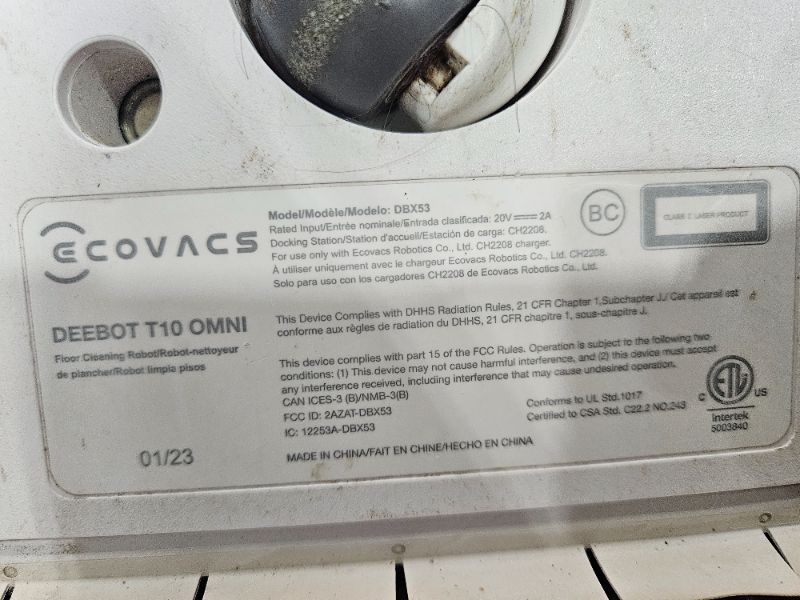 ECOVACS
DEEBOT T10 OMNI
Floor Cleaning Robot/Robot-nettoyeur
de plancher/Robot limpia pisos
01/23
Model/Modèle/Modelo: DBX53
Rated Input/Entrée nominale/Entrada clasificada: 20V 2A
Docking Station/Station d'accueil/Estación de carga: CH2208.
For use only with Ecovacs Robotics Co., Ltd. CH2208 charger.
À utiliser uniquement avec le chargeur Ecovacs Robotics Co., Ltd. CH2208.
Solo para uso con los cargadores CH2208 de Ecovacs Robotics Co., Ltd.
BC
CLASS 1 LASER PRODUCT
This Device Complies with DHHS Radiation Rules, 21 CFR Chapter 1,Subchapter J./ Cet appareil est
conforme aux règles de radiation du DHHS, 21 CFR chapitre 1, sous-chapitre J.
This device complies with part 15 of the FCC Rules. Operation is subject to the following two
conditions: (1) This device may not cause harmful interference, and (2) this device must accept
any interference received, including interference that may cause undesired operation.
CAN ICES-3 (B)/NMB-3(B)
FCC ID: 2AZAT-DBX53
IC: 12253A-DBX53
Conforms to UL Std.1017
Certified to CSA Std. C22.2 NO.243
MADE IN CHINA/FAIT EN CHINE/HECHO EN CHINA
C ETL US
Intertek
5003840